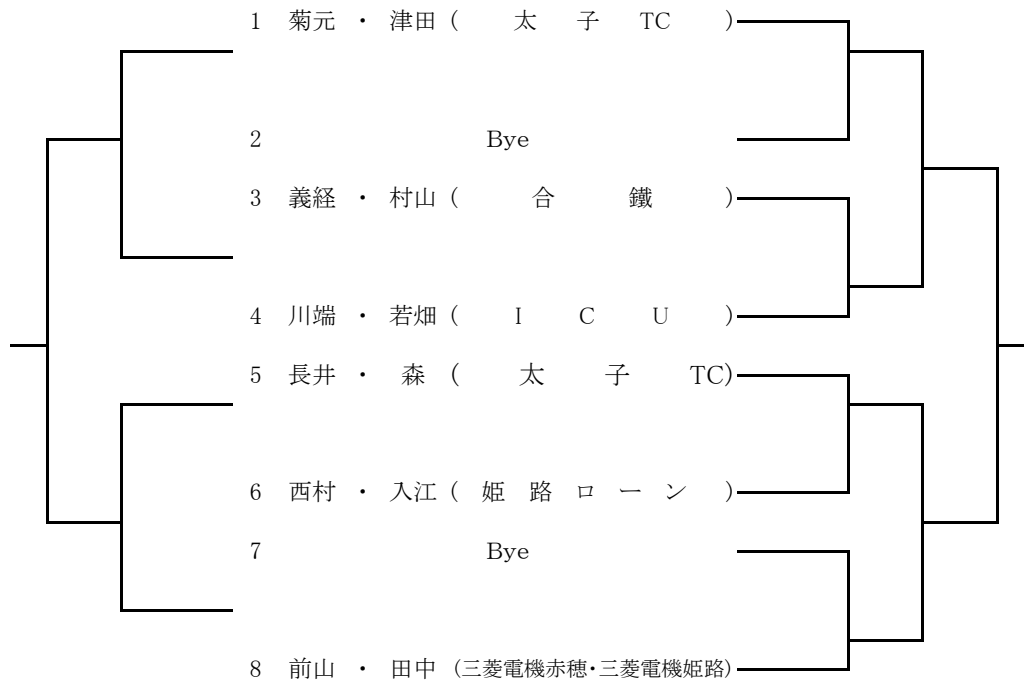 1 菊元 ・ 津田 ( 太 子 TC )
2 Bye
3 義経 ・ 村山 ( 合 鐵 )
4 川端 ・ 若畑 ( I C U )
5 長井 ・ 森 ( 太 子 TC)
6 西村 ・ 入江 ( 姫 路 ロ ー ン )
7 Bye
8 前山 ・ 田中 (三菱電機赤穂・三菱電機姫路)